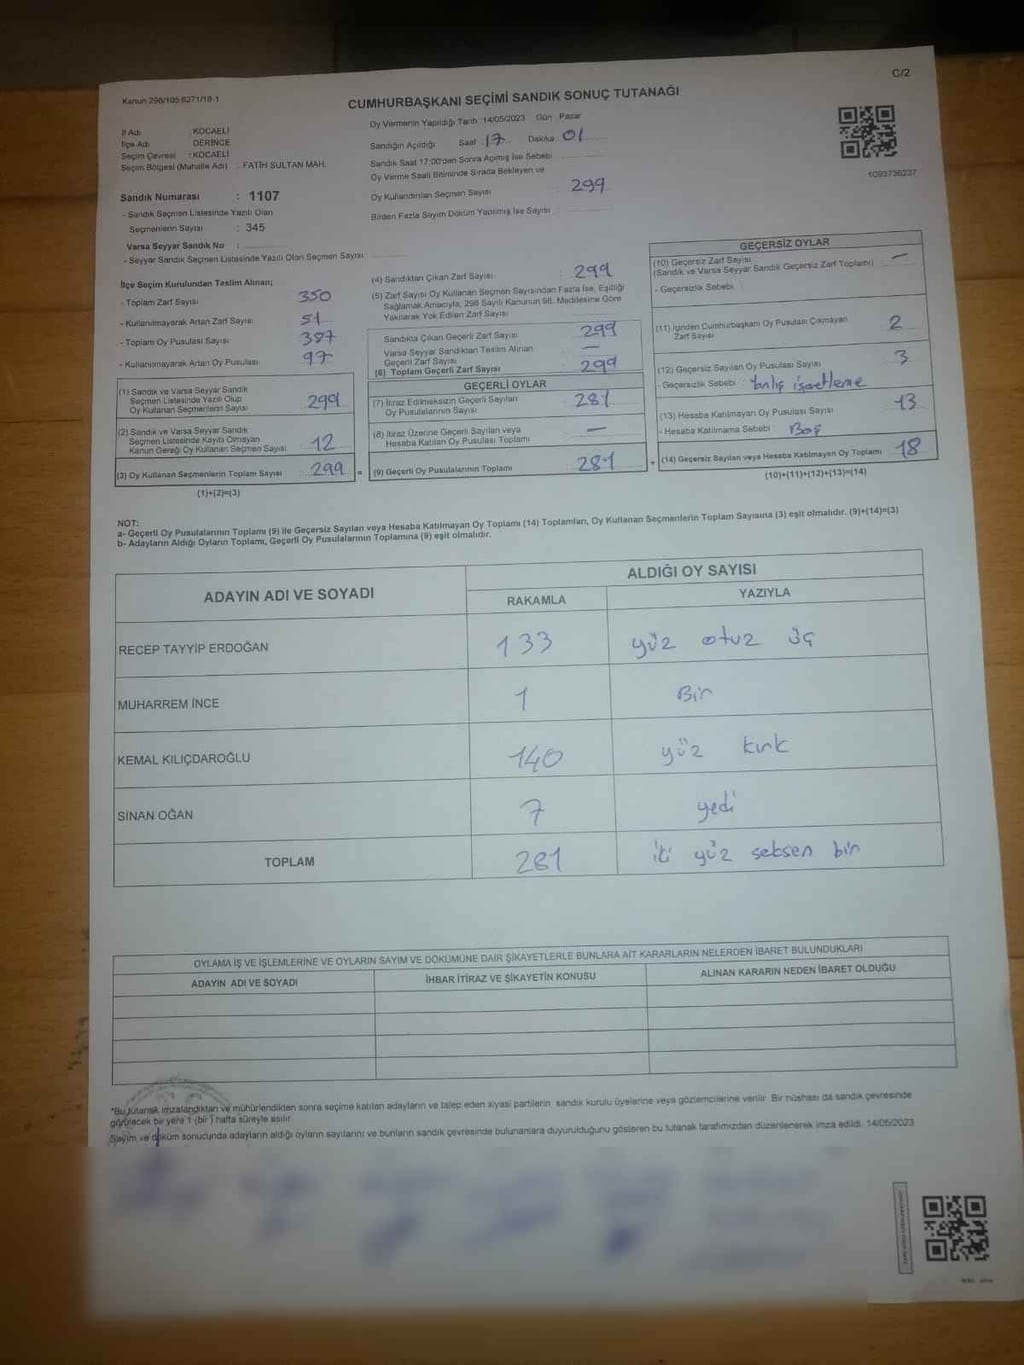 C/2
Kanun 298/105-6271/18-1
CUMHURBAŞKANI SEÇİMİ SANDIK SONUÇ TUTANAĞI
İl Adı : KOCAELİ
İlçe Adı : DERİNCE
Seçim Çevresi : KOCAELİ
Seçim Bölgesi (Mahalle Adı) : FATİH SULTAN MAH.
Oy Vermenin Yapıldığı Tarih :14/05/2023 Gün : Pazar
Sandığın Açıldığı Saat 17 Dakika 01
Sandık Saat 17:00'den Sonra Açılmış İse Sebebi
Oy Verme Saati Bitiminde Sırada Bekleyen ve
Oy Kullandırılan Seçmen Sayısı : 299
Birden Fazla Sayım Döküm Yapılmış İse Sayısı
1093736237
Sandık Numarası : 1107
- Sandık Seçmen Listesinde Yazılı Olan
Seçmenlerin Sayısı : 345
Varsa Seyyar Sandık No :
- Seyyar Sandık Seçmen Listesinde Yazılı Olan Seçmen Sayısı
İlçe Seçim Kurulundan Teslim Alınan;
- Toplam Zarf Sayısı 350
- Kullanılmayarak Artan Zarf Sayısı 51
- Toplam Oy Pusulası Sayısı 387
- Kullanılmayarak Artan Oy Pusulası 97
(1) Sandık ve Varsa Seyyar Sandık
Seçmen Listesinde Yazılı Olup
Oy Kullanan Seçmenlerin Sayısı 299
(2) Sandık ve Varsa Seyyar Sandık
Seçmen Listesinde Kayıtlı Olmayan
Kanun Gereği Oy Kullanan Seçmen Sayısı 12
(3) Oy Kullanan Seçmenlerin Toplam Sayısı 299
(1)+(2)=(3)
(4) Sandıktan Çıkan Zarf Sayısı 299
(5) Zarf Sayısı Oy Kullanan Seçmen Sayısından Fazla İse, Eşitliği
Sağlamak Amacıyla, 298 Sayılı Kanunun 98. Maddesine Göre
Yakılarak Yok Edilen Zarf Sayısı
Sandıkta Çıkan Geçerli Zarf Sayısı 299
Varsa Seyyar Sandıktan Teslim Alınan
Geçerli Zarf Sayısı —
(6) Toplam Geçerli Zarf Sayısı 299
GEÇERLİ OYLAR
(7) İtiraz Edilmeksizin Geçerli Sayılan
Oy Pusulalarının Sayısı 281
(8) İtiraz Üzerine Geçerli Sayılan veya
Hesaba Katılan Oy Pusulası Toplamı —
= (9) Geçerli Oy Pusulalarının Toplamı 281
GEÇERSİZ OYLAR
(10) Geçersiz Zarf Sayısı —
(Sandık ve Varsa Seyyar Sandık Geçersiz Zarf Toplamı)
- Geçersizlik Sebebi
(11) İçinden Cumhurbaşkanı Oy Pusulası Çıkmayan
Zarf Sayısı 2
(12) Geçersiz Sayılan Oy Pusulası Sayısı 3
- Geçersizlik Sebebi : yanlış işaretleme
(13) Hesaba Katılmayan Oy Pusulası Sayısı 13
- Hesaba Katılmama Sebebi : Boş
+ (14) Geçersiz Sayılan veya Hesaba Katılmayan Oy Toplamı 18
(10)+(11)+(12)+(13)=(14)
NOT:
a- Geçerli Oy Pusulalarının Toplamı (9) ile Geçersiz Sayılan veya Hesaba Katılmayan Oy Toplamı (14) Toplamları, Oy Kullanan Seçmenlerin Toplam Sayısına (3) eşit olmalıdır. (9)+(14)=(3)
b- Adayların Aldığı Oyların Toplamı, Geçerli Oy Pusulalarının Toplamına (9) eşit olmalıdır.
ADAYIN ADI VE SOYADI
ALDIĞI OY SAYISI
RAKAMLA YAZIYLA
RECEP TAYYİP ERDOĞAN 133 yüz otuz üç
MUHARREM İNCE 1 Bir
KEMAL KILIÇDAROĞLU 140 yüz kırk
SİNAN OĞAN 7 yedi
TOPLAM 281 iki yüz seksen bir
OYLAMA İŞ VE İŞLEMLERİNE VE OYLARIN SAYIM VE DÖKÜMÜNE DAİR ŞİKAYETLERLE BUNLARA AİT KARARLARIN NELERDEN İBARET BULUNDUKLARI
ADAYIN ADI VE SOYADI İHBAR İTİRAZ VE ŞİKAYETİN KONUSU ALINAN KARARIN NEDEN İBARET OLDUĞU
*Bu tutanak imzalandıktan ve mühürlendikten sonra seçime katılan adayların ve talep eden siyasi partilerin sandık kurulu üyelerine veya gözlemcilerine verilir. Bir nüshası da sandık çevresinde
görülecek bir yere 1 (bir) hafta süreyle asılır.
Sayım ve döküm sonucunda adayların aldığı oyların sayılarını ve bunların sandık çevresinde bulunanlara duyurulduğunu gösteren bu tutanak tarafımızdan düzenlenerek imza edildi. 14/05/2023